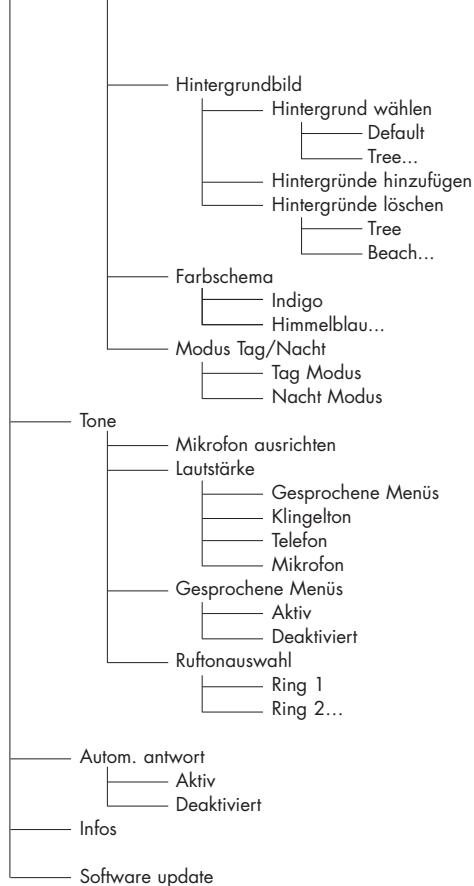 Hintergrundbild
Hintergrund wählen
Default
Tree...
Hintergründe hinzufügen
Hintergründe löschen
Tree
Beach...
Farbschema
Indigo
Himmelblau...
Modus Tag/Nacht
Tag Modus
Nacht Modus
Tone
Mikrofon ausrichten
Lautstärke
Gesprochene Menüs
Klingelton
Telefon
Mikrofon
Gesprochene Menüs
Aktiv
Deaktiviert
Ruftonauswahl
Ring 1
Ring 2...
Autom. antwort
Aktiv
Deaktiviert
Infos
Software update